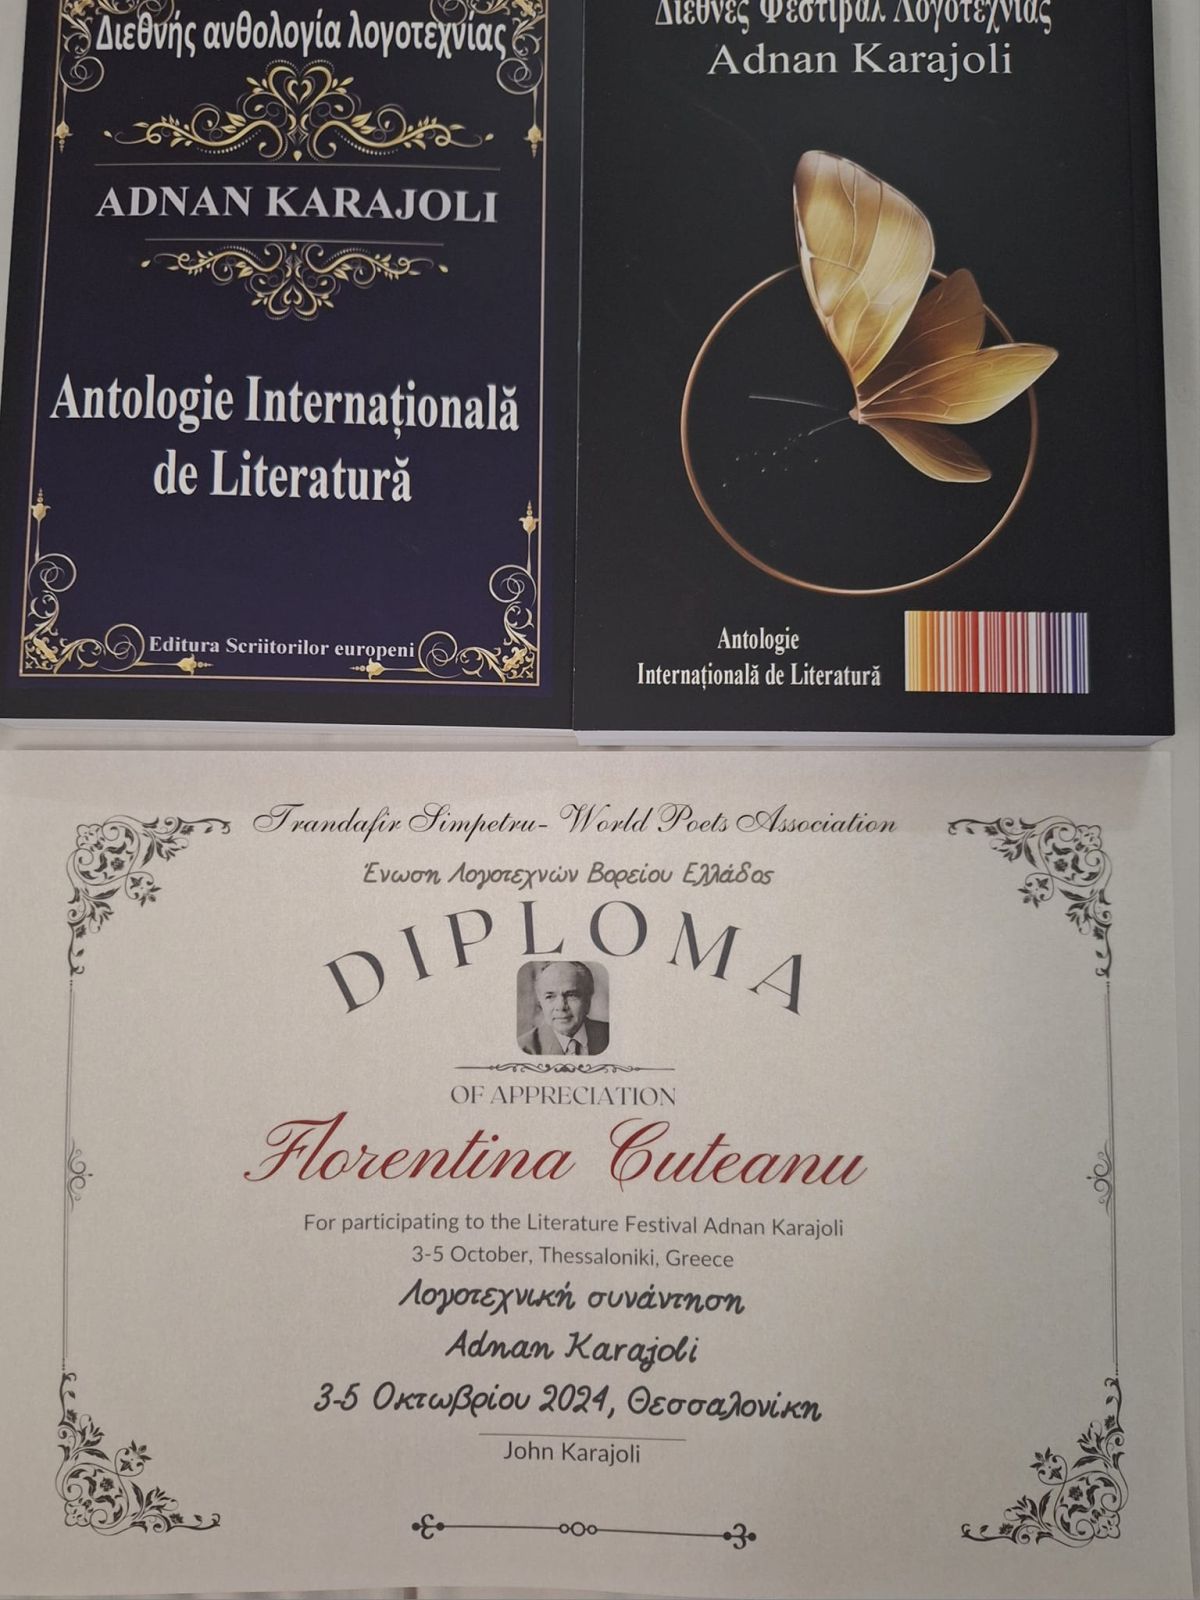 Διεθνής ανθολογία λογοτεχνίας
ADNAN KARAJOLI
Antologie Internațională
de Literatură
Editura Scriitorilor europeni
Διεθνές Φεστιβάλ Λογοτεχνίας
Adnan Karajoli
Antologie
Internațională de Literatură
Trandafir Simpetru- World Poets Association
Ένωση Λογοτεχνών Βορείου Ελλάδος
DIPLOMA
OF APPRECIATION
Florentina Cuteanu
For participating to the Literature Festival Adnan Karajoli
3-5 October, Thessaloniki, Greece
Λογοτεχνική συνάντηση
Adnan Karajoli
3-5 Οκτωβρίου 2024, Θεσσαλονίκη
John Karajoli